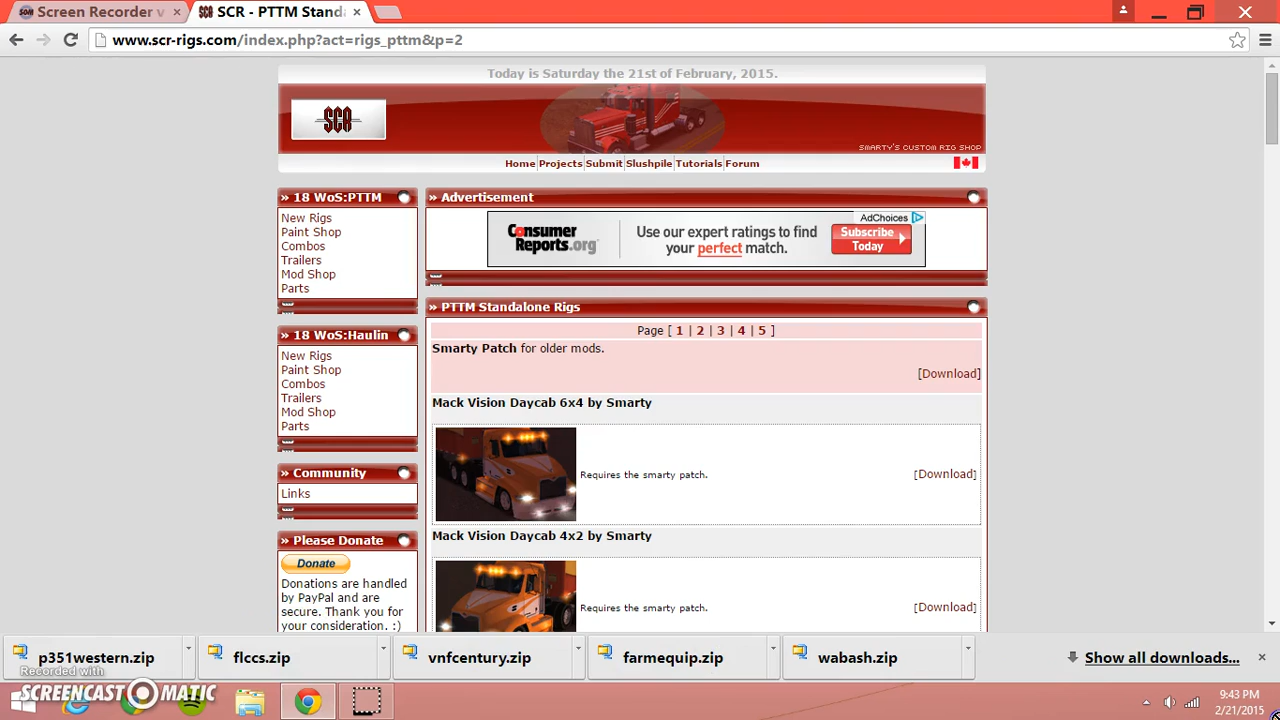 Screen Recorder v
SCR - PTTM Stand
www.scr-rigs.com/index.php?act=rigs_pttm&p=2
Today is Saturday the 21st of February, 2015.
SCR
SMARTY'S CUSTOM RIG SHOP
Home Projects Submit Slushpile Tutorials Forum
» 18 WoS:PTTM
New Rigs
Paint Shop
Combos
Trailers
Mod Shop
Parts
» 18 WoS:Haulin
New Rigs
Paint Shop
Combos
Trailers
Mod Shop
Parts
» Community
Links
» Please Donate
Donate
Donations are handled
by PayPal and are
secure. Thank you for
your consideration. :)
» Advertisement
AdChoices
Consumer
Reports.org
Use our expert ratings to find
your perfect match.
Subscribe
Today
» PTTM Standalone Rigs
Page [ 1 | 2 | 3 | 4 | 5 ]
Smarty Patch for older mods.
[Download]
Mack Vision Daycab 6x4 by Smarty
Requires the smarty patch.
[Download]
Mack Vision Daycab 4x2 by Smarty
Requires the smarty patch.
[Download]
p351western.zip
flccs.zip
vnfcentury.zip
farmequip.zip
wabash.zip
Show all downloads...
Recorded with
SCREENCAST MATIC
9:43 PM
2/21/2015